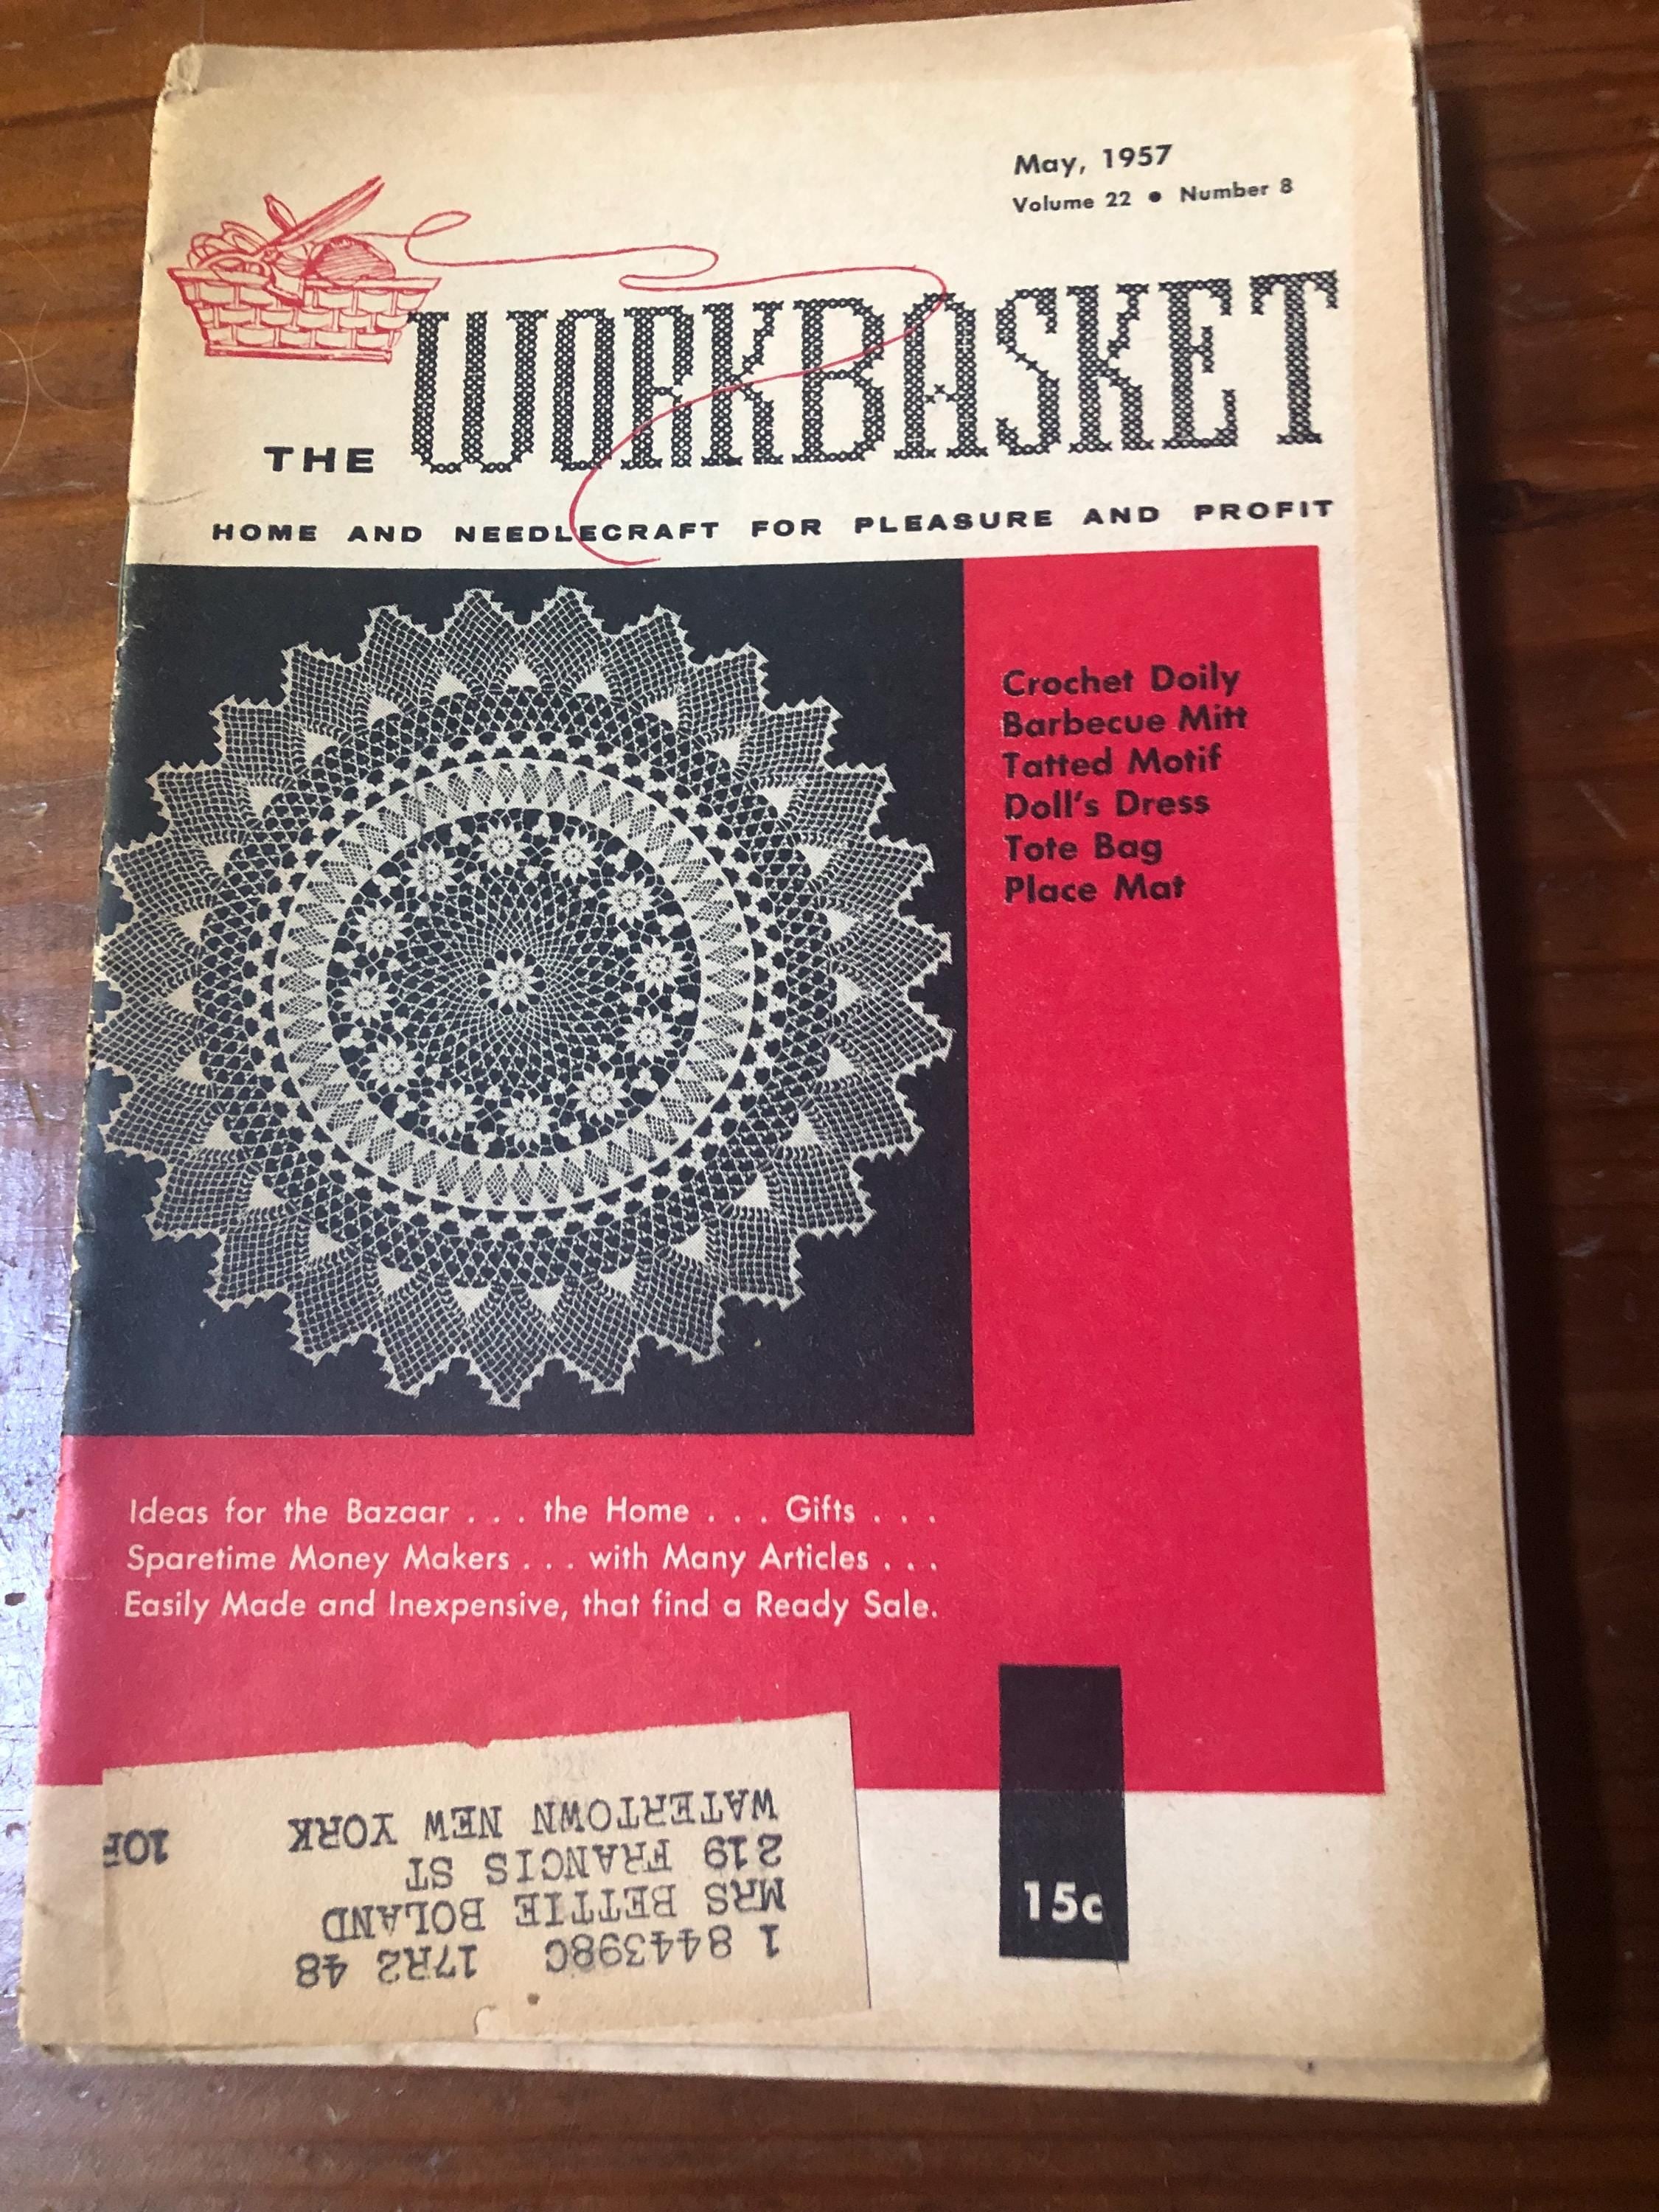 May, 1957
Volume 22 • Number 8
THE WORKBASKET
HOME AND NEEDLECRAFT FOR PLEASURE AND PROFIT
Crochet Doily
Barbecue Mitt
Tatted Motif
Doll's Dress
Tote Bag
Place Mat
Ideas for the Bazaar . . . the Home . . . Gifts . . .
Sparetime Money Makers . . . with Many Articles . . .
Easily Made and Inexpensive, that find a Ready Sale.
15c
1 844398C 17R2 48
MRS BETTIE BOLAND
219 FRANCIS ST
WATERTOWN NEW YORK